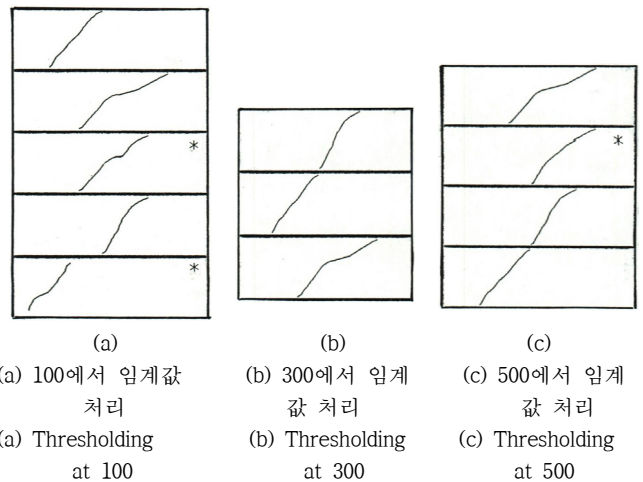 *
*
*
(a)
(b)
(c)
(a) 100에서 임계값
처리
(b) 300에서 임계
값 처리
(c) 500에서 임계
값 처리
(a) Thresholding
at 100
(b) Thresholding
at 300
(c) Thresholding
at 500